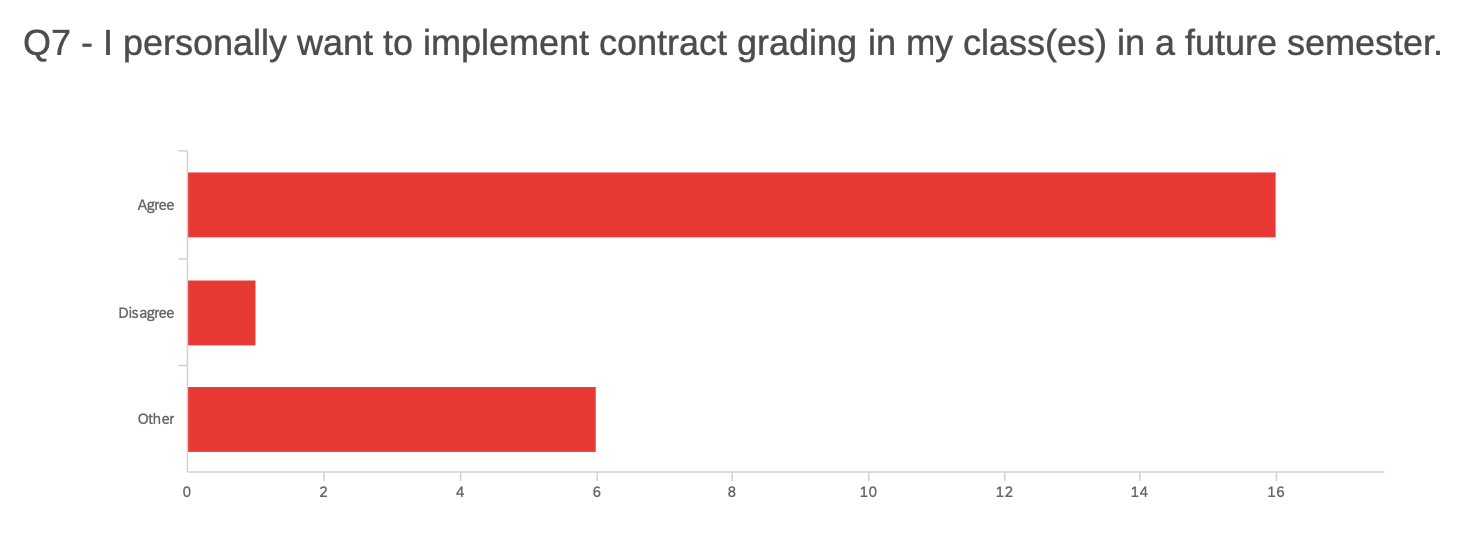 Q7 - I personally want to implement contract grading in my class(es) in a future semester.
Agree
Disagree
Other
0 2 4 6 8 10 12 14 16